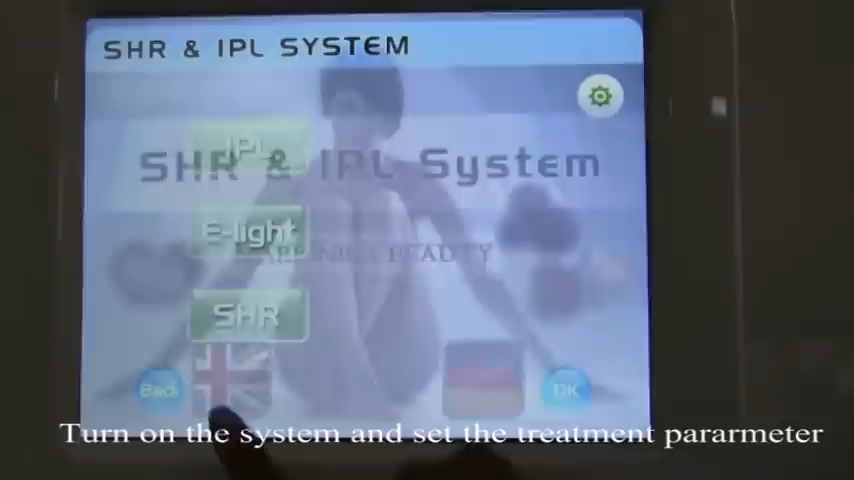 SHR & IPL SYSTEM
IPL
SHR & IPL System
E-light
BEAUTY
SHR
Back
OK
Turn on the system and set the treatment pararmeter